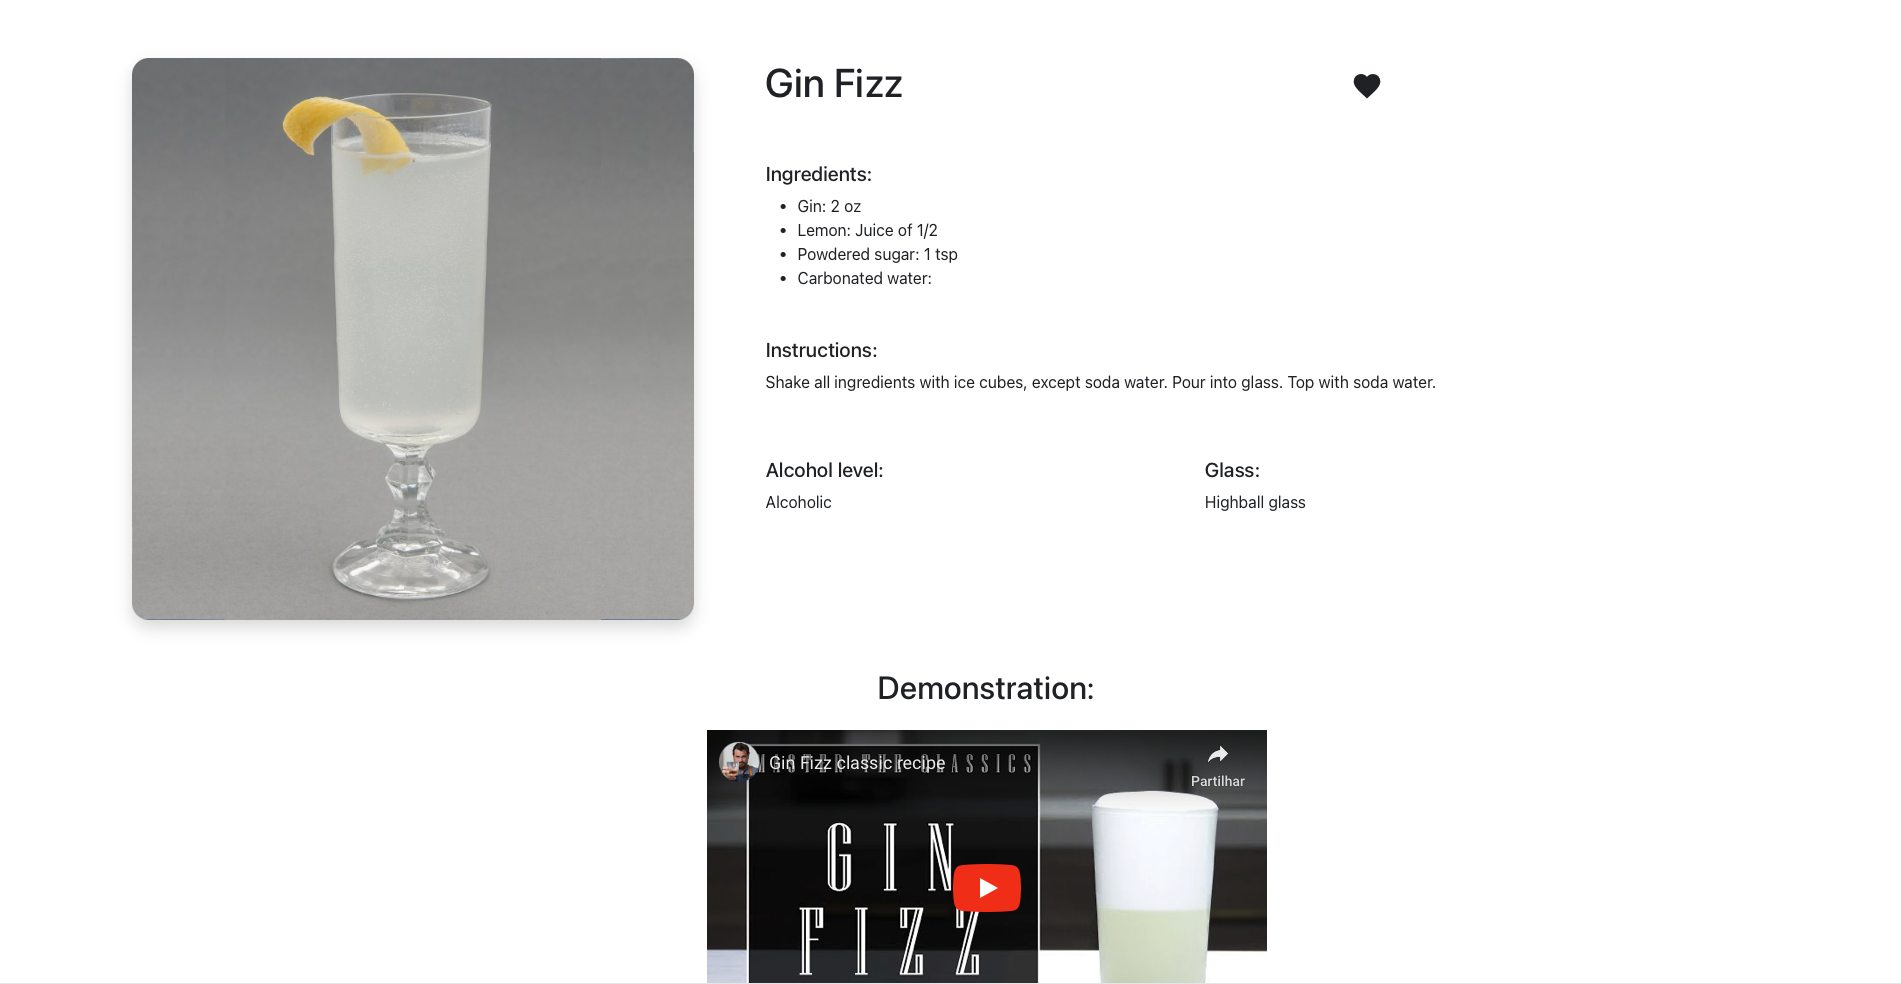 Gin Fizz
Ingredients:
Gin: 2 oz
Lemon: Juice of 1/2
Powdered sugar: 1 tsp
Carbonated water:
Instructions:
Shake all ingredients with ice cubes, except soda water. Pour into glass. Top with soda water.
Alcohol level:
Alcoholic
Glass:
Highball glass
Demonstration:
MASTER THE CLASSICS
Gin Fizz classic recipe
Partilhar
GIN
FIZZ